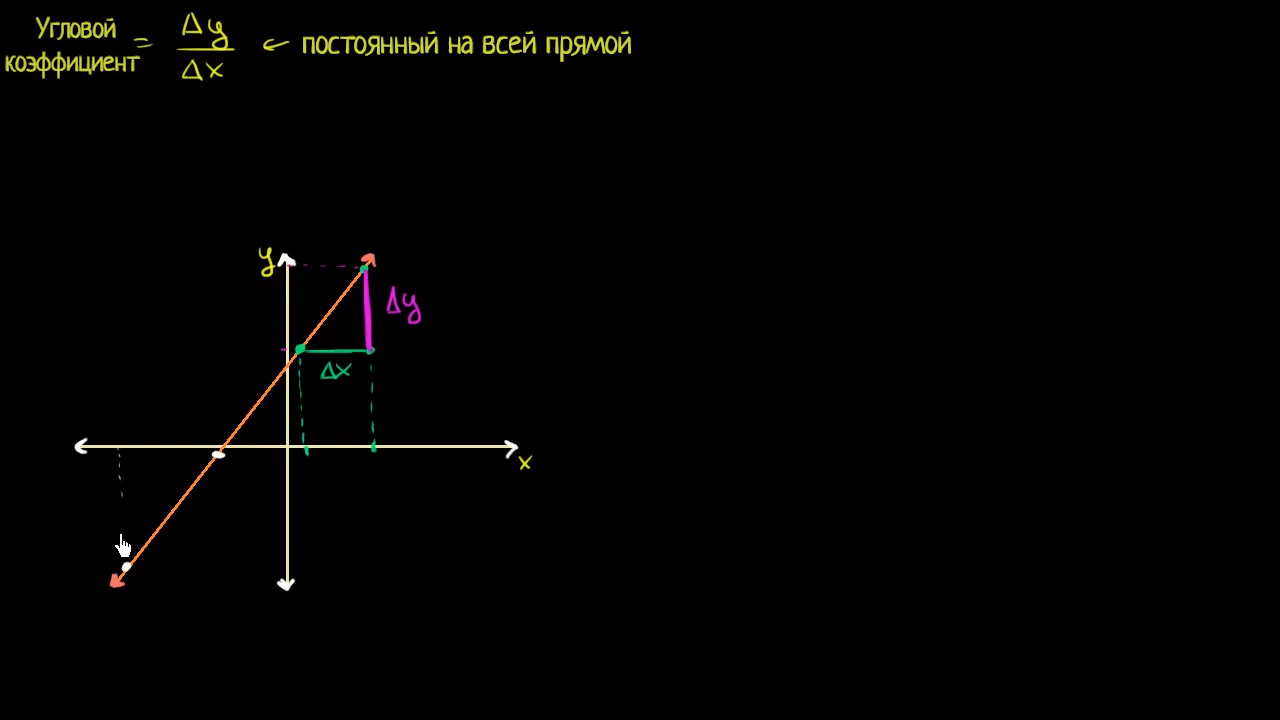 Угловой коэффициент = Δy/Δx ← постоянный на всей прямой
y
Δy
Δx
x